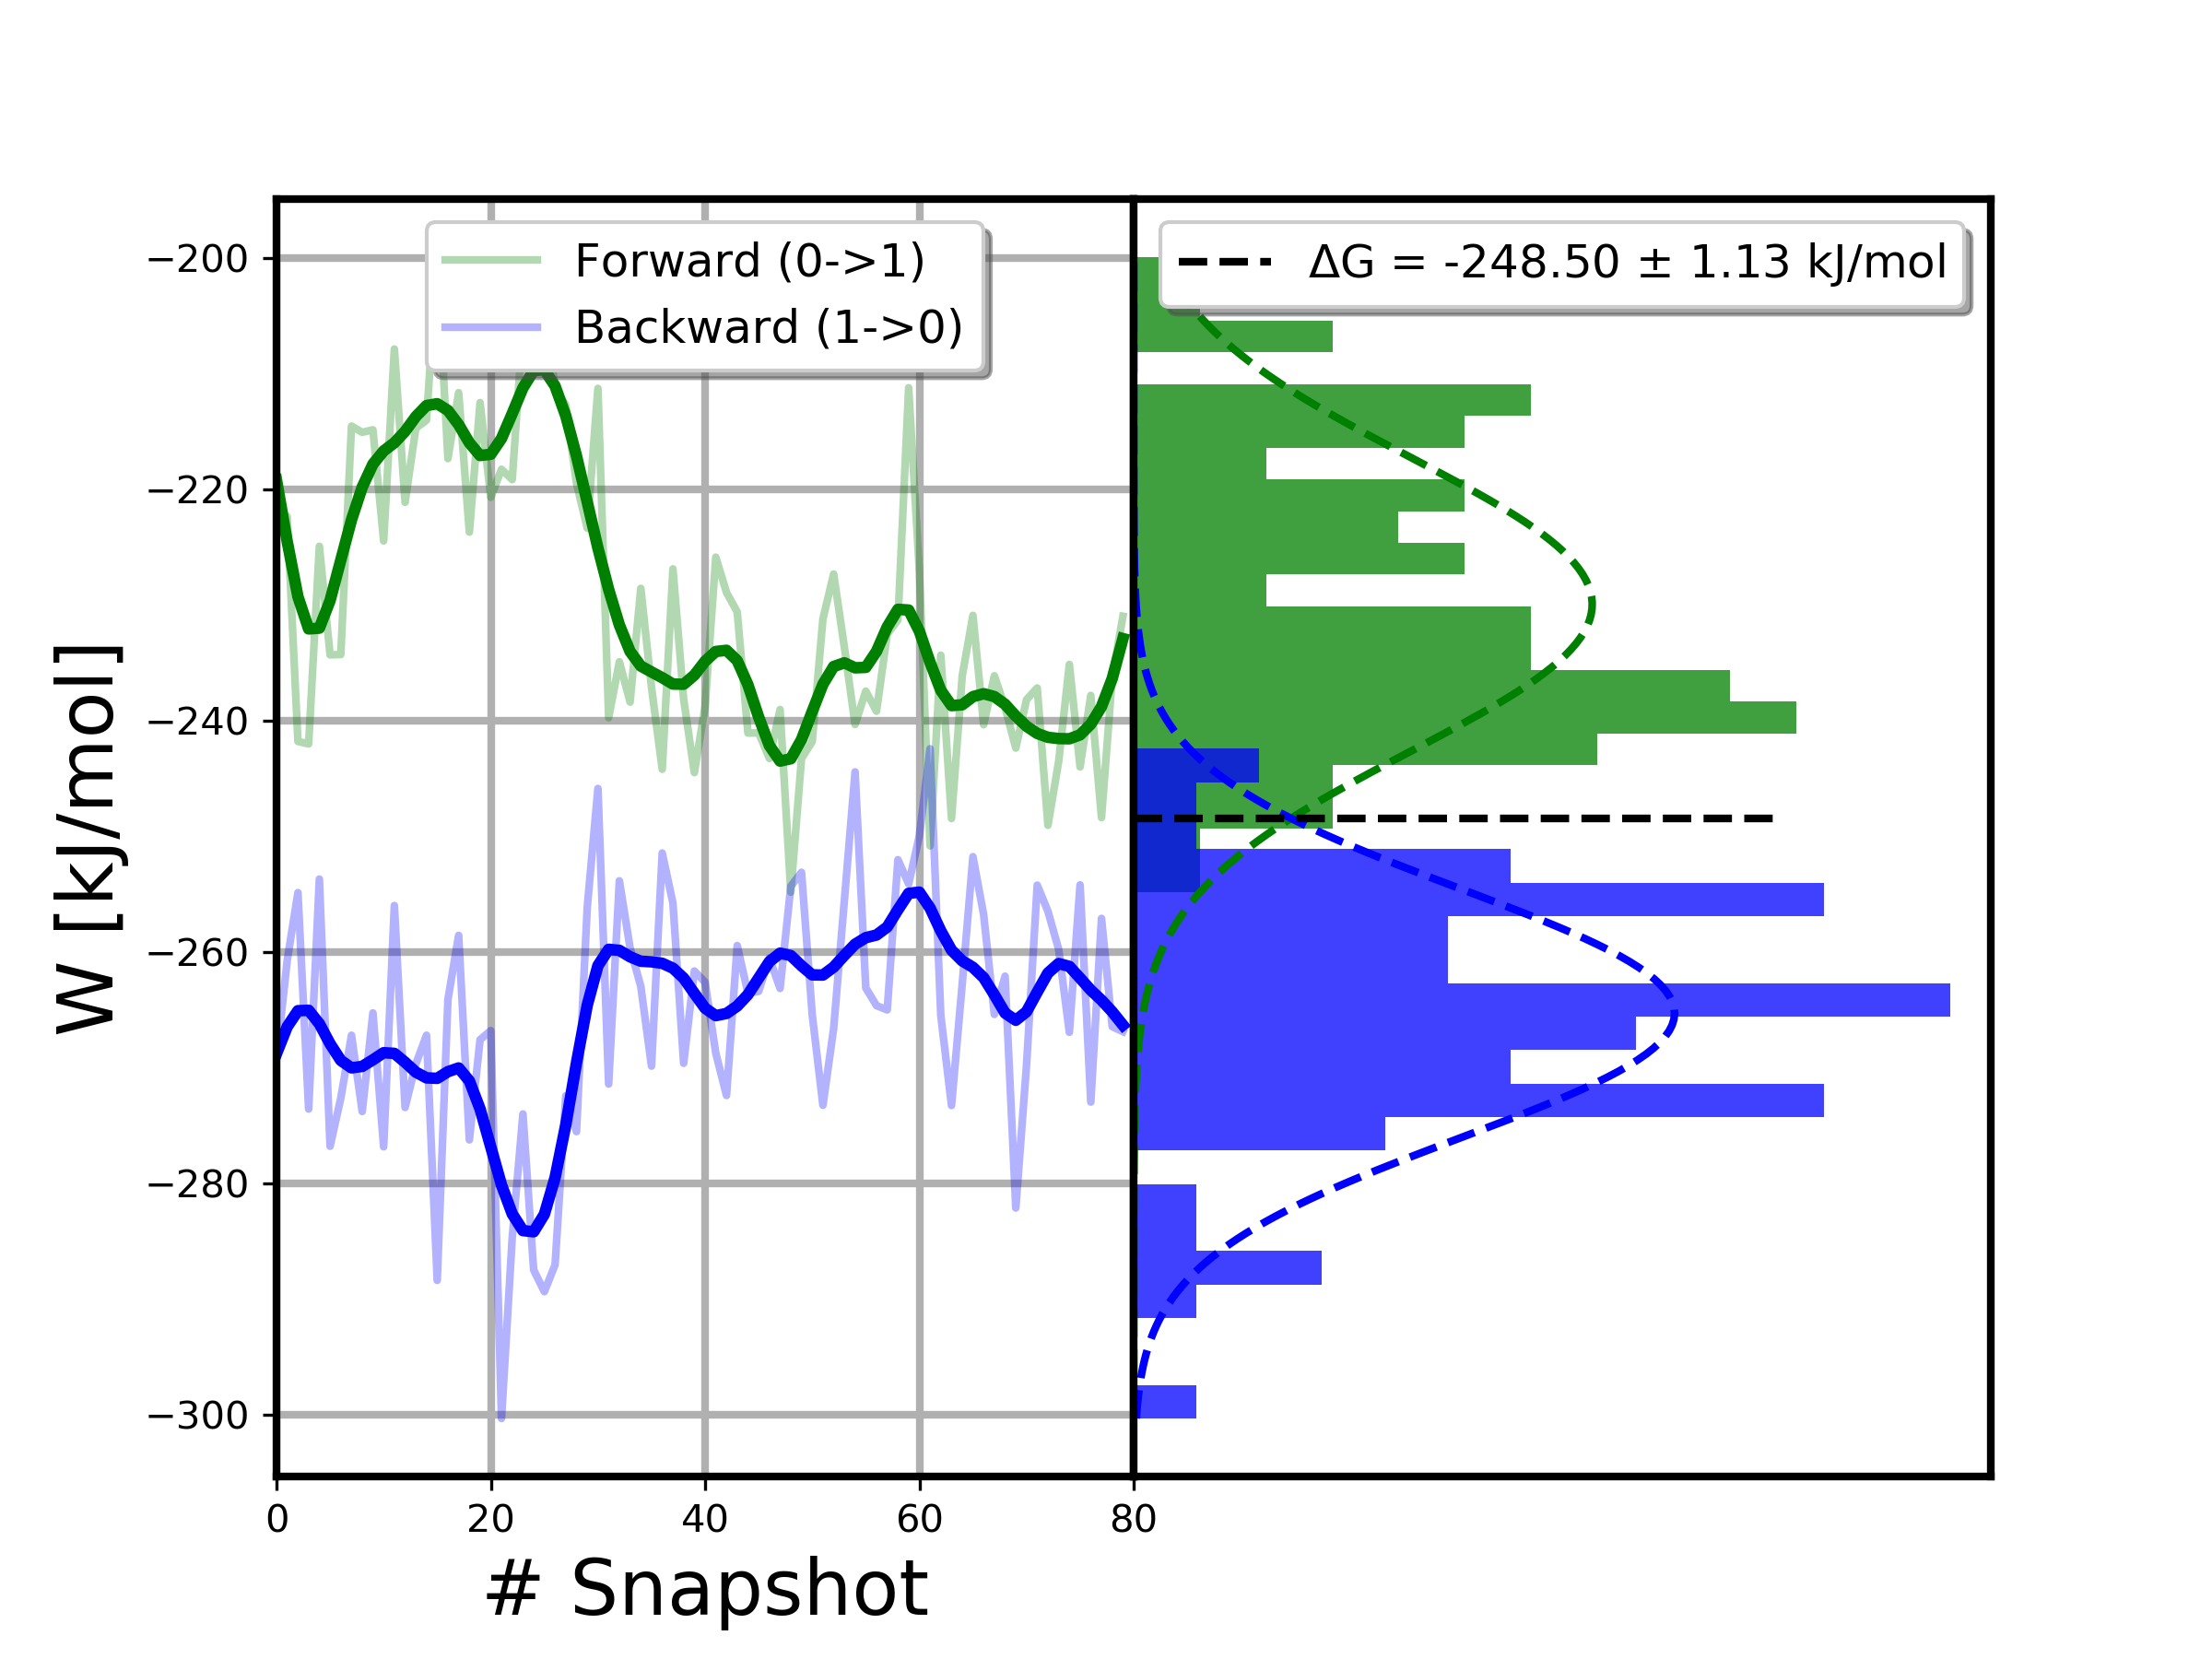 Forward (0->1)
Backward (1->0)
ΔG = -248.50 ± 1.13 kJ/mol
W [kJ/mol]
−200
−220
−240
−260
−280
−300
0 20 40 60 80
# Snapshot